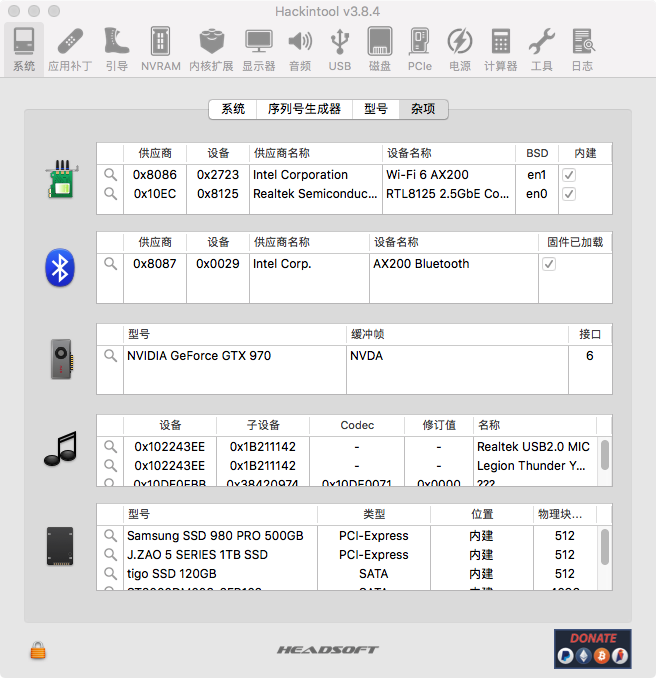 Hackintool v3.8.4
系统 应用补丁 引导 NVRAM 内核扩展 显示器 音频 USB 磁盘 PCIe 电源 计算器 工具 日志
系统 序列号生成器 型号 杂项
供应商 设备 供应商名称 设备名称 BSD 内建
0x8086 0x2723 Intel Corporation Wi-Fi 6 AX200 en1
0x10EC 0x8125 Realtek Semiconduc... RTL8125 2.5GbE Co... en0
供应商 设备 供应商名称 设备名称 固件已加载
0x8087 0x0029 Intel Corp. AX200 Bluetooth
型号 缓冲帧 接口
NVIDIA GeForce GTX 970 NVDA 6
设备 子设备 Codec 修订值 名称
0x102243EE 0x1B211142 - - Realtek USB2.0 MIC
0x102243EE 0x1B211142 - - Legion Thunder Y...
0x10DE0FBB 0x38420974 0x10DE0071 0x0000 ???
型号 类型 位置 物理块...
Samsung SSD 980 PRO 500GB PCI-Express 内建 512
J.ZAO 5 SERIES 1TB SSD PCI-Express 内建 512
tigo SSD 120GB SATA 内建 512
SATA 内建 4096
HEADSOFT
DONATE